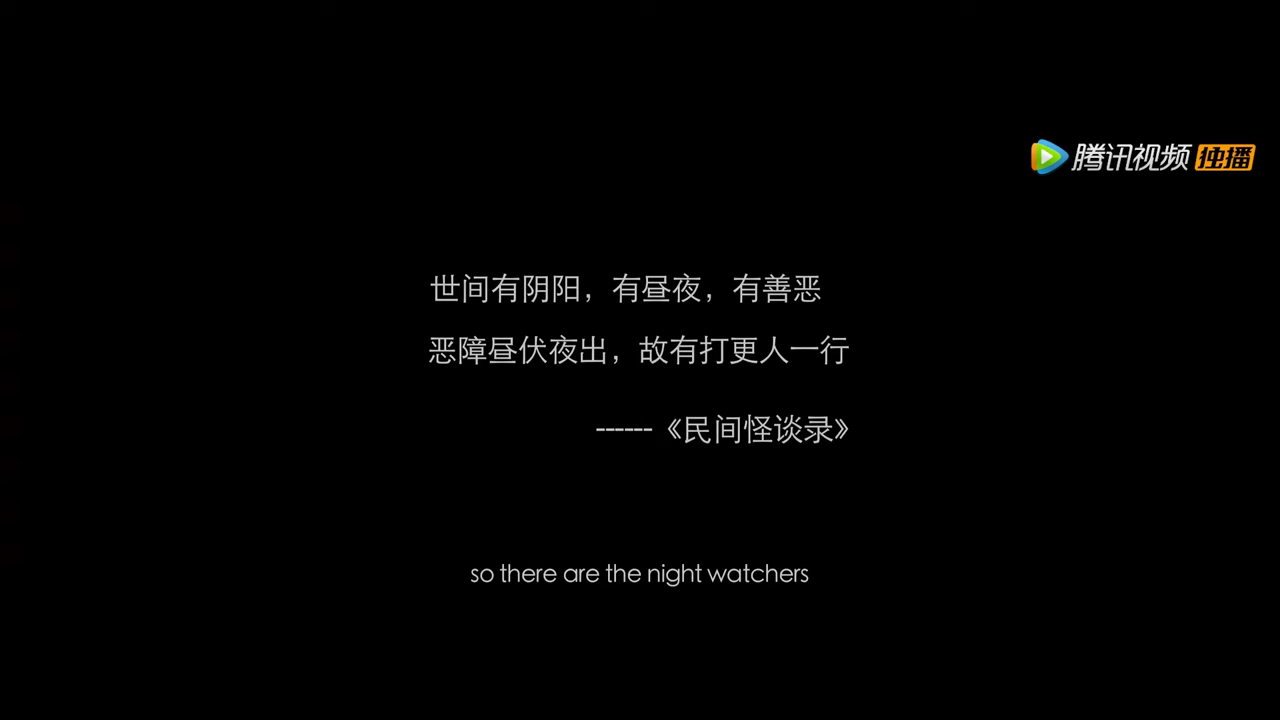 腾讯视频 独播
世间有阴阳，有昼夜，有善恶
恶障昼伏夜出，故有打更人一行
------《民间怪谈录》
so there are the night watchers